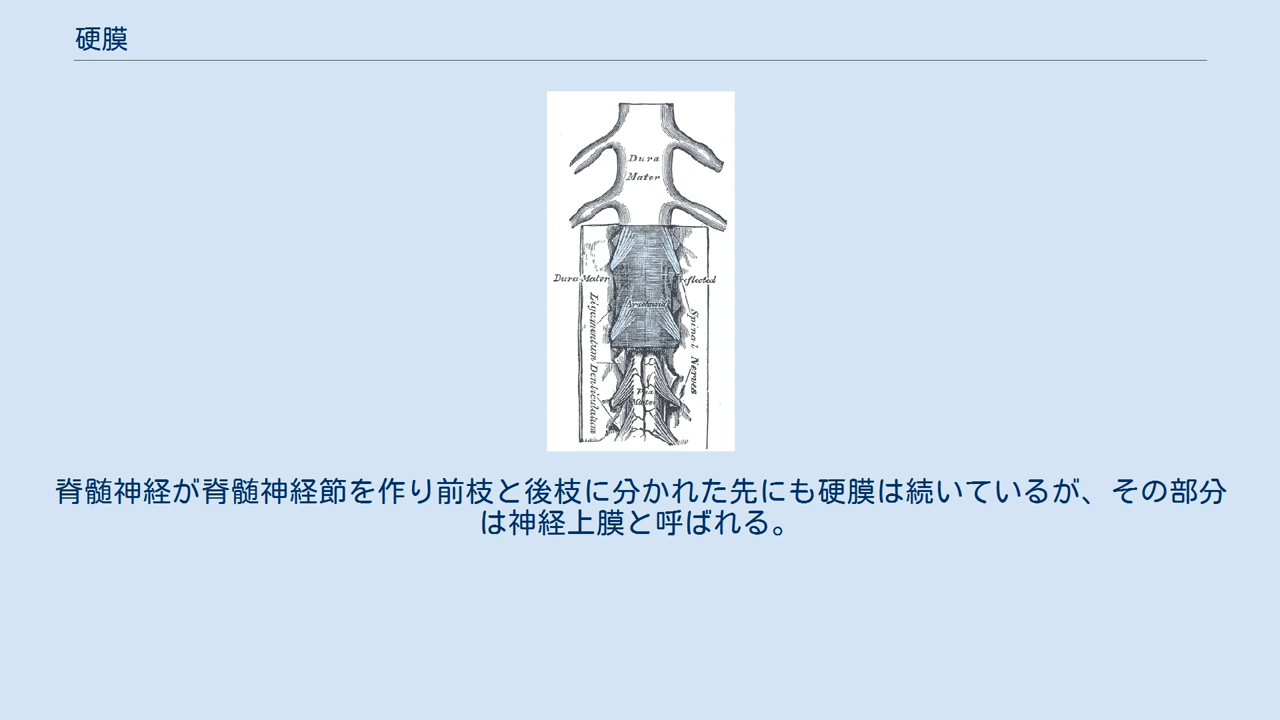 硬膜
Dura
Mater
Dura Mater
Reflected
Arachnoid
Ligamentum Denticulatum
Spinal Nerves
Pia
Mater
脊髄神経が脊髄神経節を作り前枝と後枝に分かれた先にも硬膜は続いているが、その部分
は神経上膜と呼ばれる。